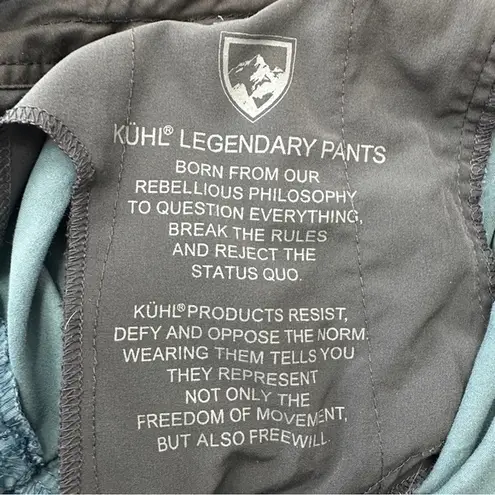 KÜHL® LEGENDARY PANTS
BORN FROM OUR
REBELLIOUS PHILOSOPHY
TO QUESTION EVERYTHING,
BREAK THE RULES
AND REJECT THE
STATUS QUO.
KÜHL® PRODUCTS RESIST,
DEFY AND OPPOSE THE NORM.
WEARING THEM TELLS YOU
THEY REPRESENT
NOT ONLY THE
FREEDOM OF MOVEMENT,
BUT ALSO FREEWILL.